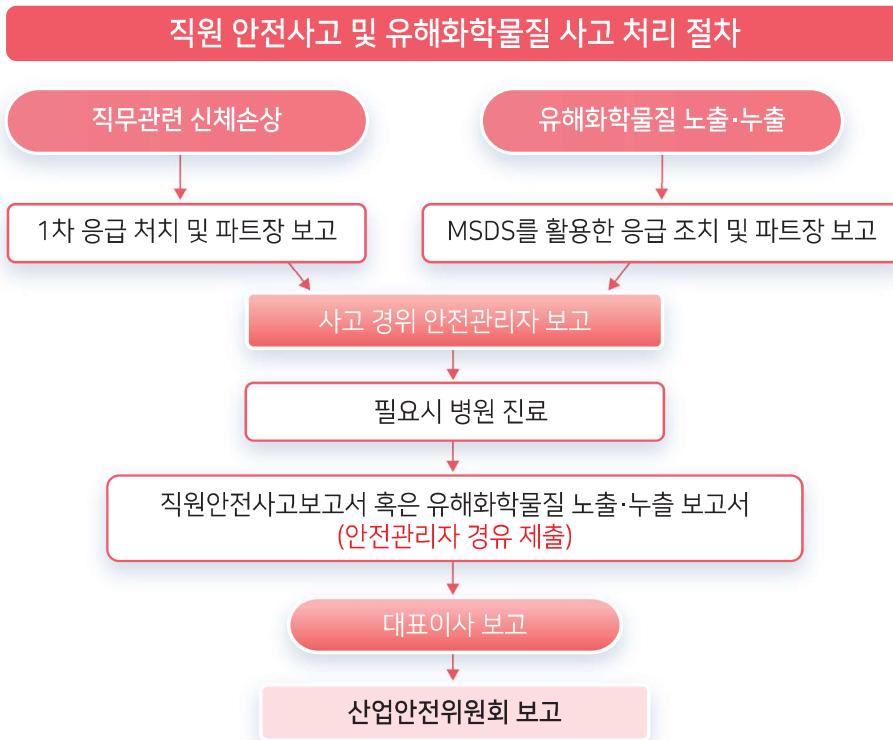 직원 안전사고 및 유해화학물질 사고 처리 절차
직무관련 신체손상
유해화학물질 노출·누출
1차 응급 처치 및 파트장 보고
MSDS를 활용한 응급 조치 및 파트장 보고
사고 경위 안전관리자 보고
필요시 병원 진료
직원안전사고보고서 혹은 유해화학물질 노출·누츨 보고서
(안전관리자 경유 제출)
대표이사 보고
산업안전위원회 보고